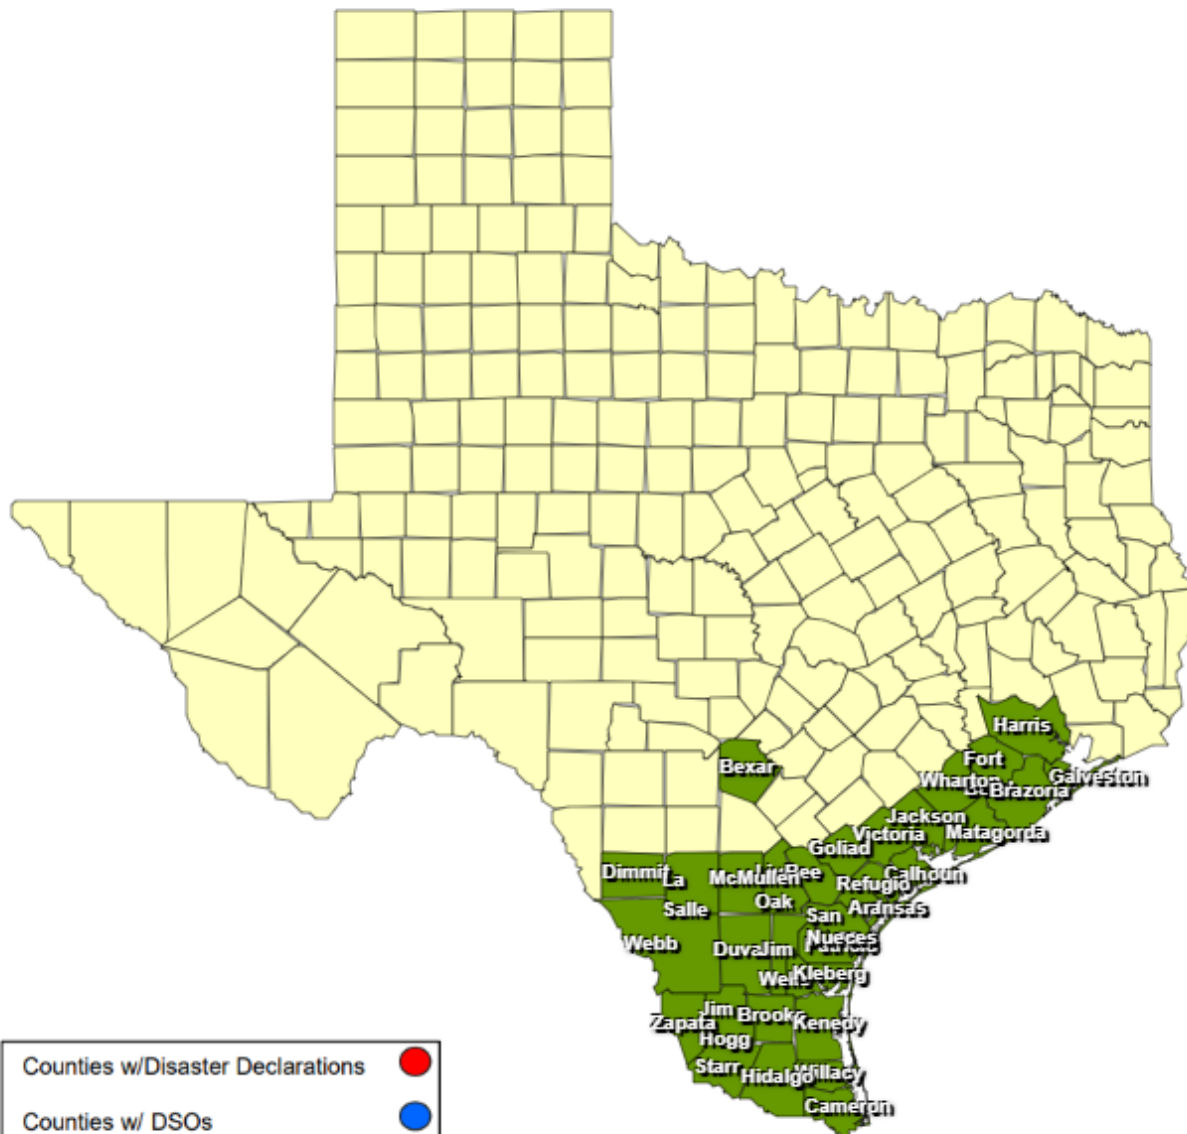 Harris
Fort
Bexar
Galveston
Wharton
Brazoria
Jackson
Victoria
Matagorda
Goliad
Dimmit
La
McMullen
Bee
Calhoun
Refugio
Oak
Salle
San
Aransas
Nueces
Webb
Duval
Jim
Kleberg
Wells
Jim
Brooks
Zapata
Kenedy
Hogg
Starr
Hidalgo
Willacy
Cameron
Counties w/Disaster Declarations
Counties w/ DSOs